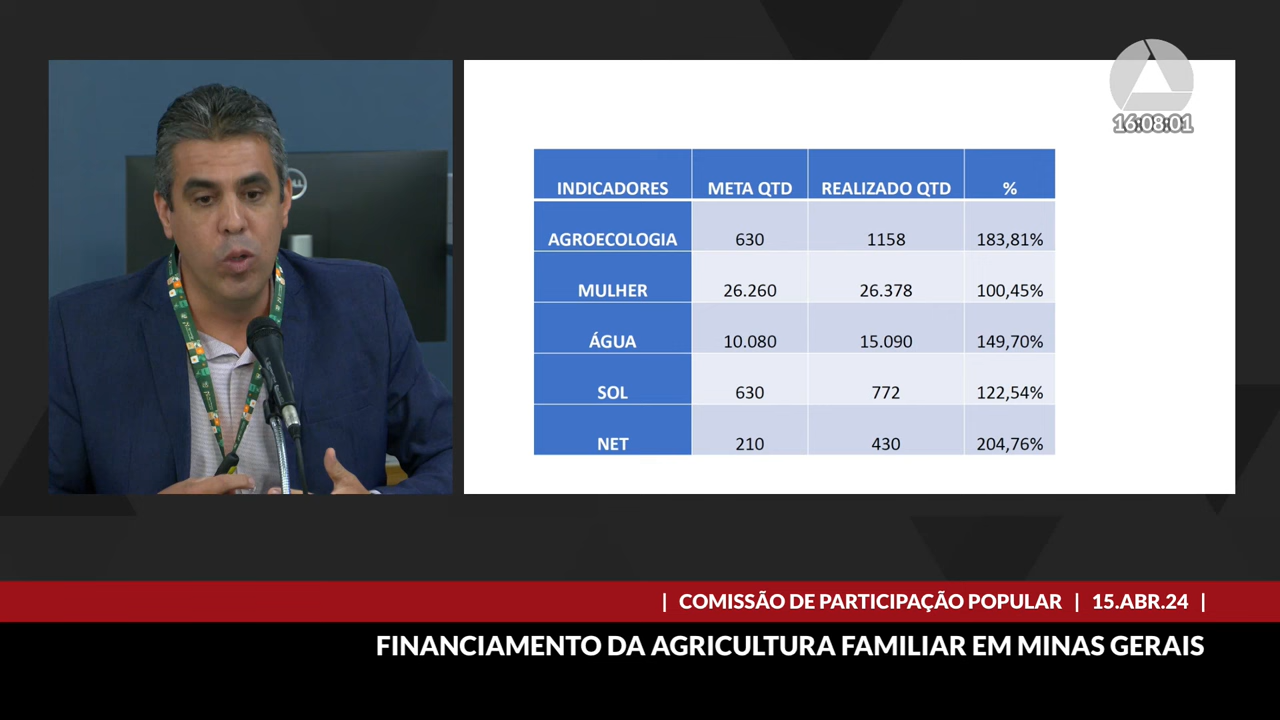 16:08:01
INDICADORES META QTD REALIZADO QTD %
AGROECOLOGIA 630 1158 183,81%
MULHER 26.260 26.378 100,45%
ÁGUA 10.080 15.090 149,70%
SOL 630 772 122,54%
NET 210 430 204,76%
| COMISSÃO DE PARTICIPAÇÃO POPULAR | 15.ABR.24 |
FINANCIAMENTO DA AGRICULTURA FAMILIAR EM MINAS GERAIS